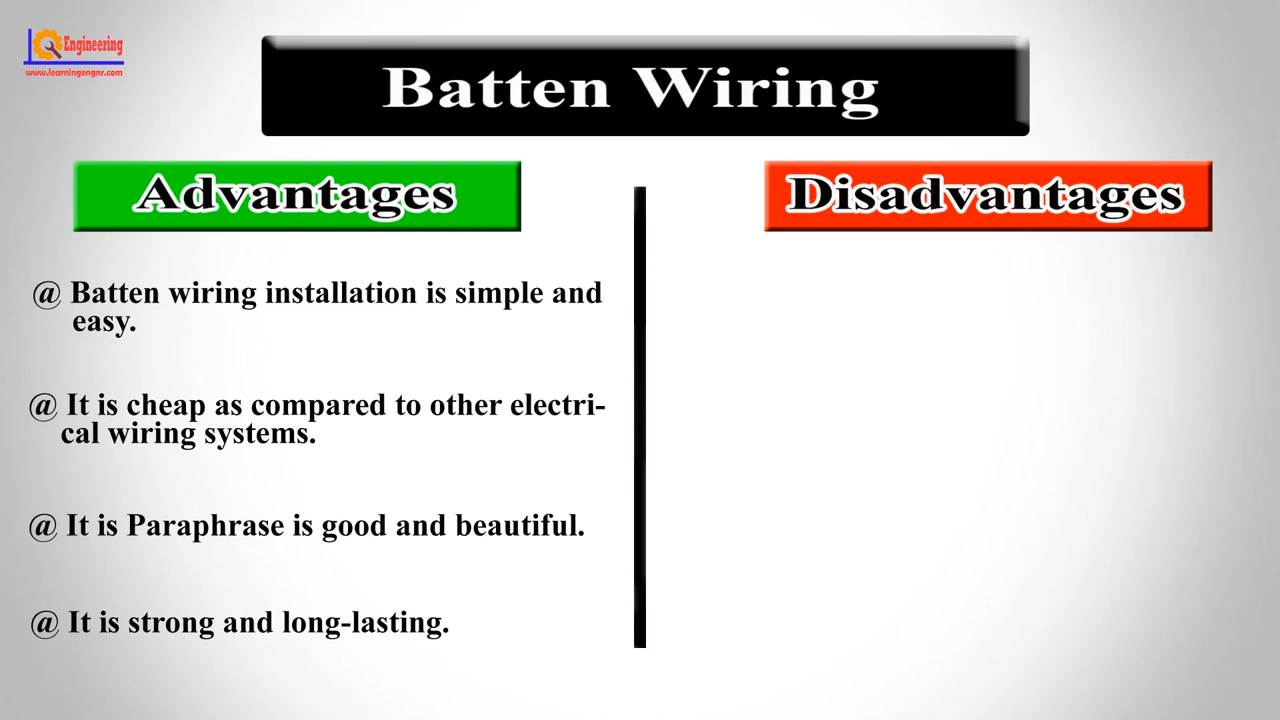 Engineering
www.learningengnr.com
Batten Wiring
Advantages
Disadvantages
@ Batten wiring installation is simple and
easy.
@ It is cheap as compared to other electri-
cal wiring systems.
@ It is Paraphrase is good and beautiful.
@ It is strong and long-lasting.